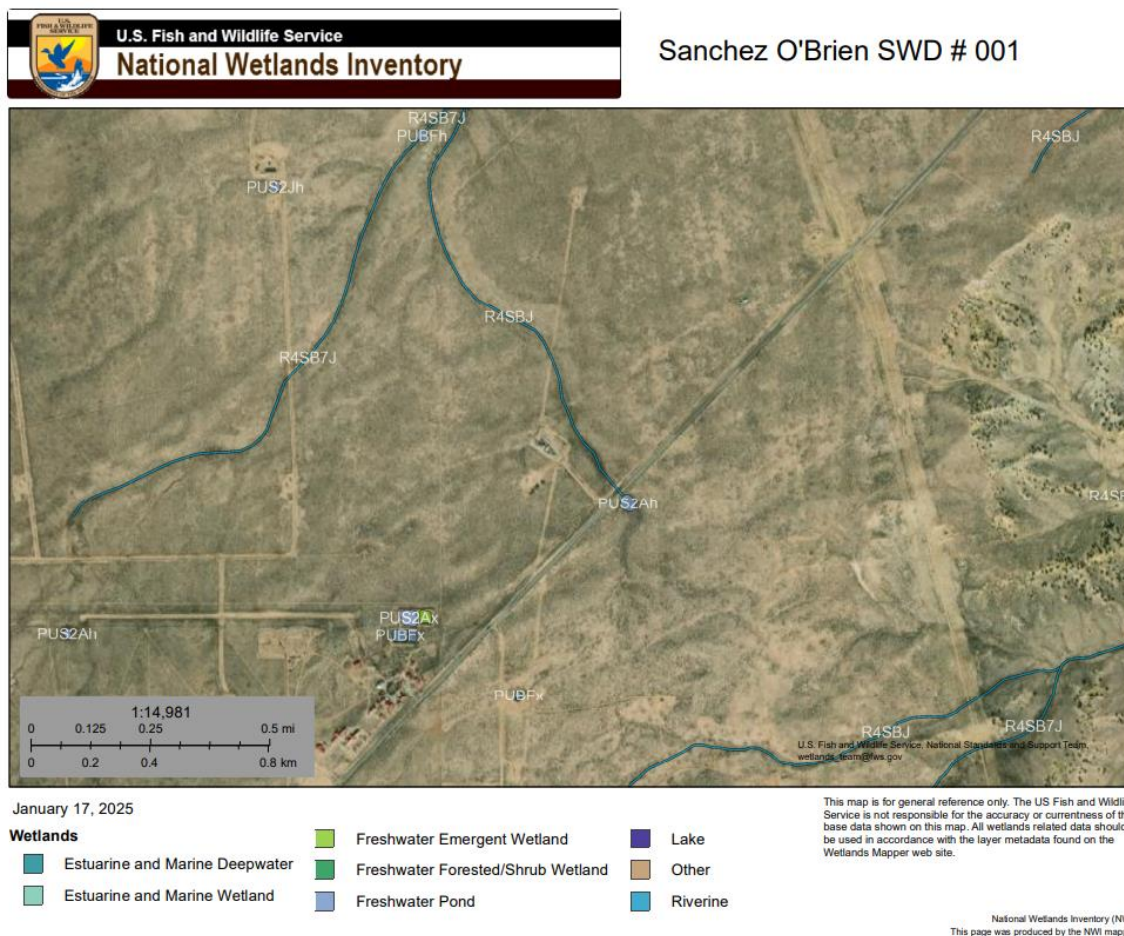 U.S.
FISH & WILDLIFE
SERVICE
U.S. Fish and Wildlife Service
National Wetlands Inventory
Sanchez O'Brien SWD # 001
R4SB7J
PUBFh
R4SBJ
PUS2Jh
R4SBJ
R4SB7J
R4SB
PUS2Ah
PUS2Ax
PUS2Ah
PUBFx
PUBFx
R4SBJ
R4SB7J
1:14,981
0 0.125 0.25 0.5 mi
0 0.2 0.4 0.8 km
U.S. Fish and Wildlife Service, National Standards and Support Team,
wetlands_team@fws.gov
January 17, 2025
Wetlands
Estuarine and Marine Deepwater
Estuarine and Marine Wetland
Freshwater Emergent Wetland
Freshwater Forested/Shrub Wetland
Freshwater Pond
Lake
Other
Riverine
This map is for general reference only. The US Fish and Wildli
Service is not responsible for the accuracy or currentness of th
base data shown on this map. All wetlands related data shoul
be used in accordance with the layer metadata found on the
Wetlands Mapper web site.
National Wetlands Inventory (NW
This page was produced by the NWI mapp